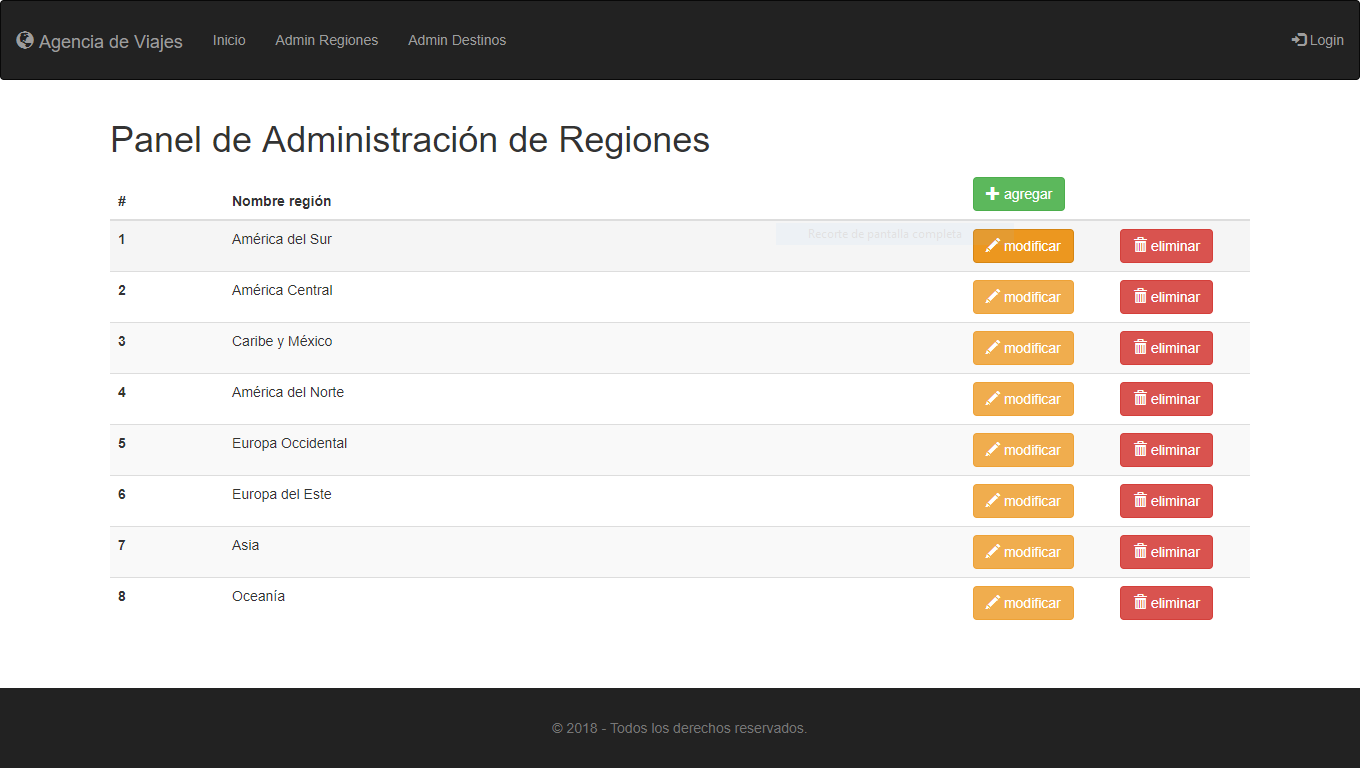 Agencia de Viajes Inicio Admin Regiones Admin Destinos Login
Panel de Administración de Regiones
# Nombre región agregar
1 América del Sur Recorte de pantalla completa modificar eliminar
2 América Central modificar eliminar
3 Caribe y México modificar eliminar
4 América del Norte modificar eliminar
5 Europa Occidental modificar eliminar
6 Europa del Este modificar eliminar
7 Asia modificar eliminar
8 Oceanía modificar eliminar
© 2018 - Todos los derechos reservados.